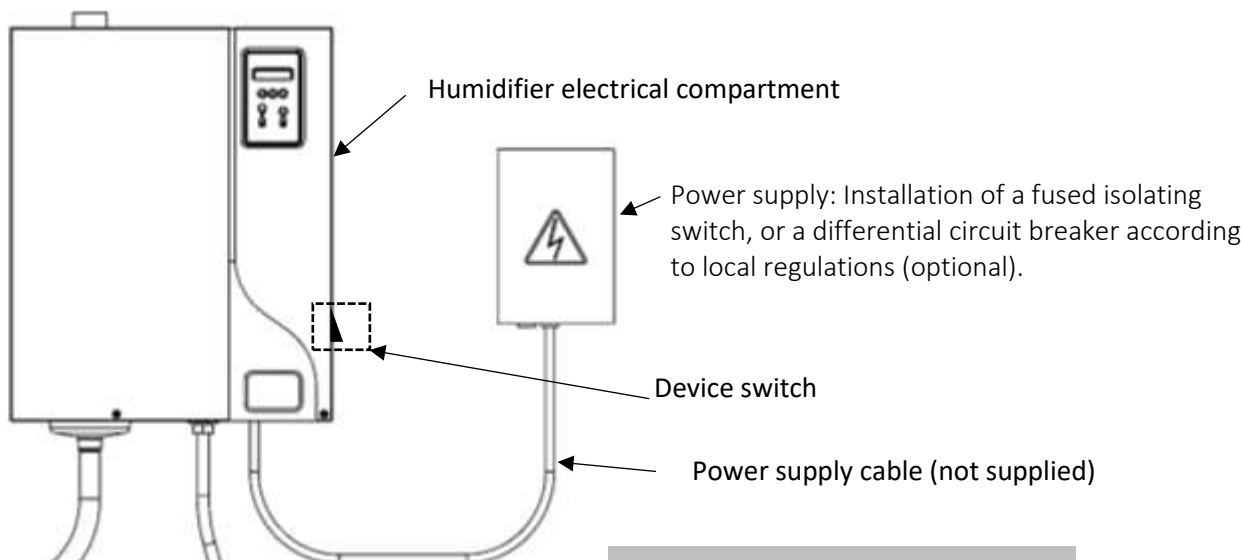 Humidifier electrical compartment
Power supply: Installation of a fused isolating
switch, or a differential circuit breaker according
to local regulations (optional).
Device switch
Power supply cable (not supplied)